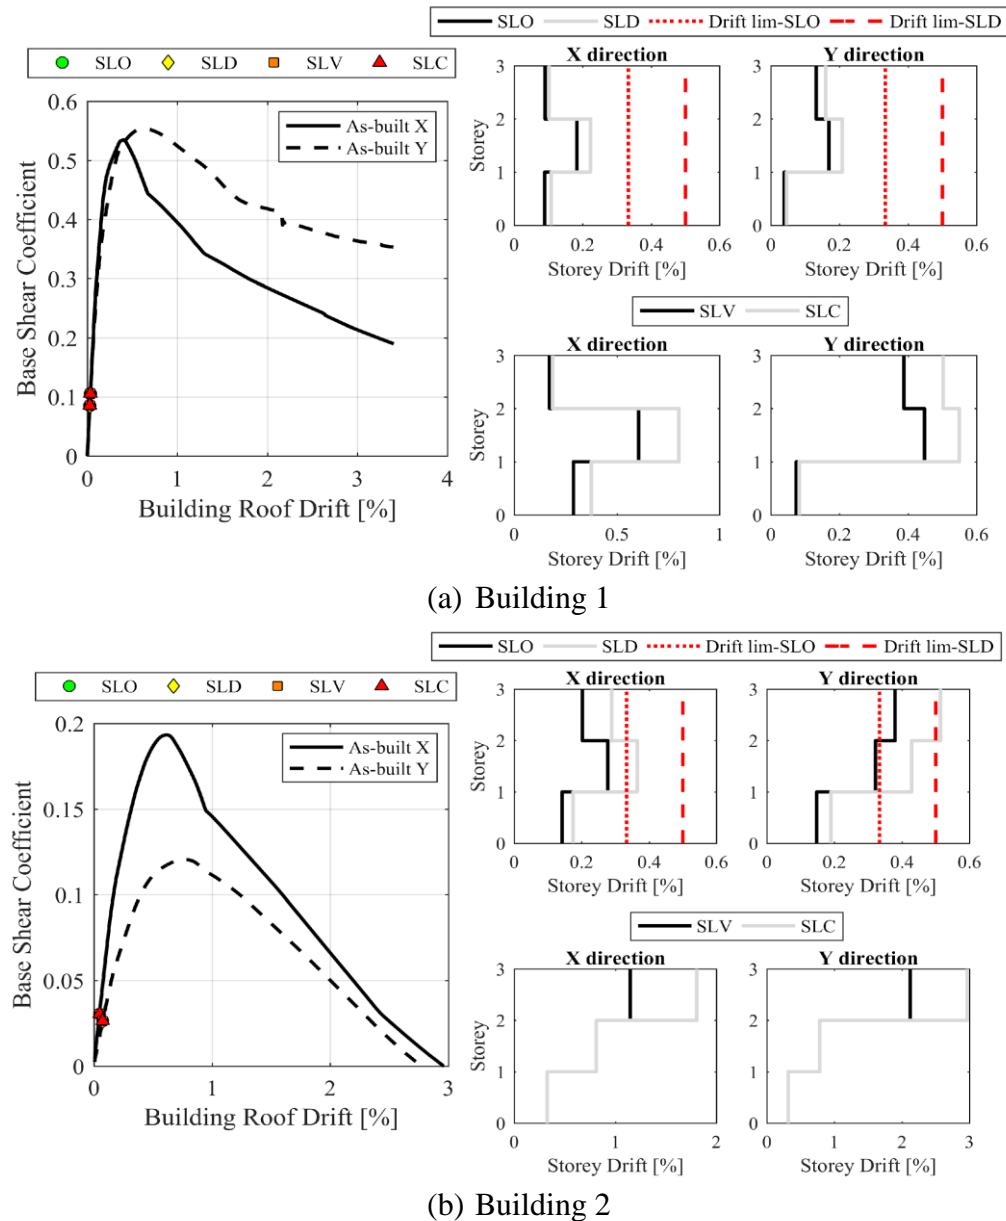 SLO SLD Drift lim-SLO Drift lim-SLD
SLO SLD SLV SLC
X direction
Y direction
0.6
0.5
0.4
0.3
0.2
0.1
0
Base Shear Coefficient
As-built X
As-built Y
0 1 2 3 4
Building Roof Drift [%]
3
2
1
0
Storey
0 0.2 0.4 0.6
Storey Drift [%]
3
2
1
0
0 0.2 0.4 0.6
Storey Drift [%]
SLV SLC
X direction
Y direction
3
2
1
0
Storey
0 0.5 1
Storey Drift [%]
3
2
1
0
0 0.2 0.4 0.6
Storey Drift [%]
(a) Building 1
SLO SLD Drift lim-SLO Drift lim-SLD
SLO SLD SLV SLC
X direction
Y direction
0.2
0.15
0.1
0.05
0
Base Shear Coefficient
As-built X
As-built Y
0 1 2 3
Building Roof Drift [%]
3
2
1
0
Storey
0 0.2 0.4 0.6
Storey Drift [%]
3
2
1
0
0 0.2 0.4 0.6
Storey Drift [%]
SLV SLC
X direction
Y direction
3
2
1
0
Storey
0 1 2
Storey Drift [%]
3
2
1
0
0 1 2 3
Storey Drift [%]
(b) Building 2